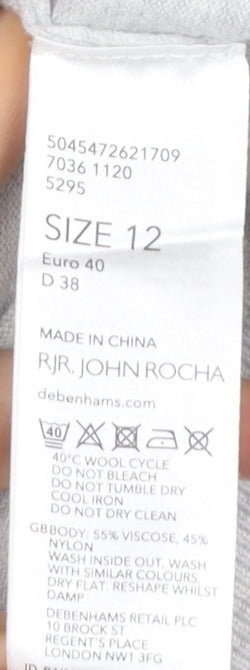 5045472621709
7036 1120
5295
SIZE 12
Euro 40
D 38
MADE IN CHINA
RJR. JOHN ROCHA
debenhams.com
40
40°C WOOL CYCLE
DO NOT BLEACH
DO NOT TUMBLE DRY
COOL IRON
DO NOT DRY CLEAN
GBBODY: 55% VISCOSE, 45%
NYLON
WASH INSIDE OUT. WASH
WITH SIMILAR COLOURS.
DRY FLAT. RESHAPE WHILST
DAMP
DEBENHAMS RETAIL PLC
10 BROCK ST
REGENT'S PLACE
LONDON NW1 3FG